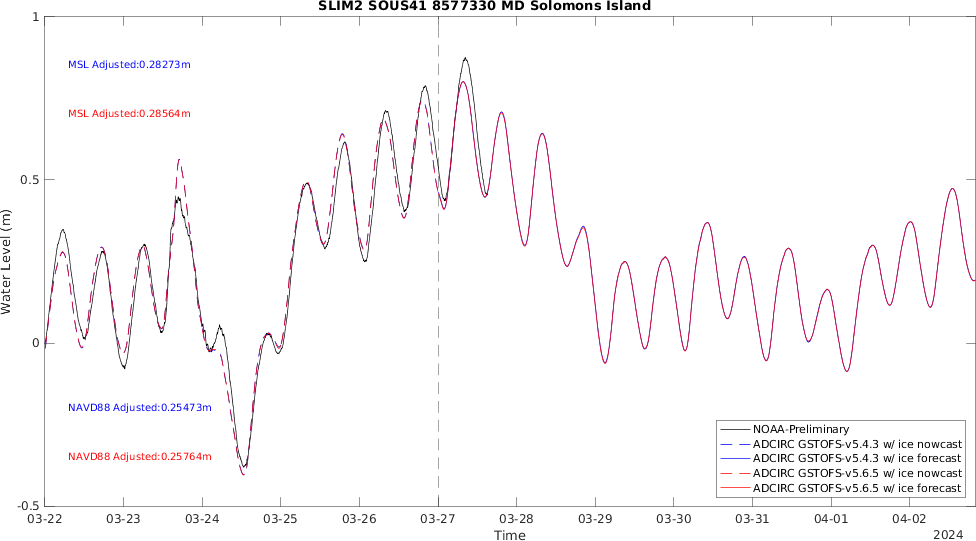 SLIM2 SOUS41 8577330 MD Solomons Island
1
MSL Adjusted:0.28273m
MSL Adjusted:0.28564m
0.5
Water Level (m)
0
NAVD88 Adjusted:0.25473m
NAVD88 Adjusted:0.25764m
NOAA-Preliminary
ADCIRC GSTOFS-v5.4.3 w/ ice nowcast
ADCIRC GSTOFS-v5.4.3 w/ ice forecast
ADCIRC GSTOFS-v5.6.5 w/ ice nowcast
ADCIRC GSTOFS-v5.6.5 w/ ice forecast
-0.5
03-22 03-23 03-24 03-25 03-26 03-27 03-28 03-29 03-30 03-31 04-01 04-02
Time
2024